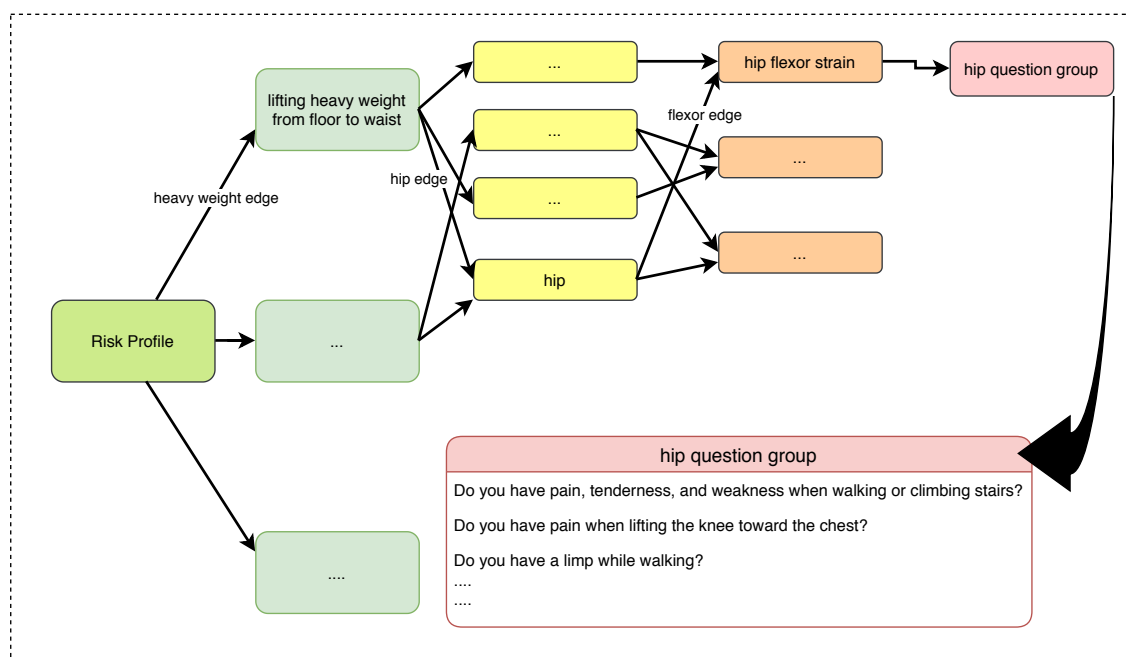 ...
hip flexor strain
hip question group
lifting heavy weight
from floor to waist
...
flexor edge
...
hip edge
heavy weight edge
...
...
hip
Risk Profile
...
hip question group
Do you have pain, tenderness, and weakness when walking or climbing stairs?
Do you have pain when lifting the knee toward the chest?
Do you have a limp while walking?
....
....
....